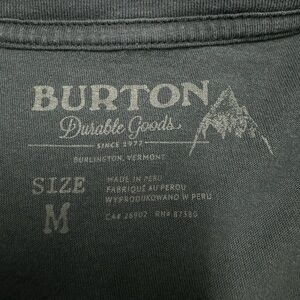 BURTON
Durable Goods
SINCE 1977
BURLINGTON, VERMONT
SIZE
M
MADE IN PERU
FABRIQUÉ AU PÉROU
WYPRODUKOWANO W PERU
CA# 26902 RN# 87580